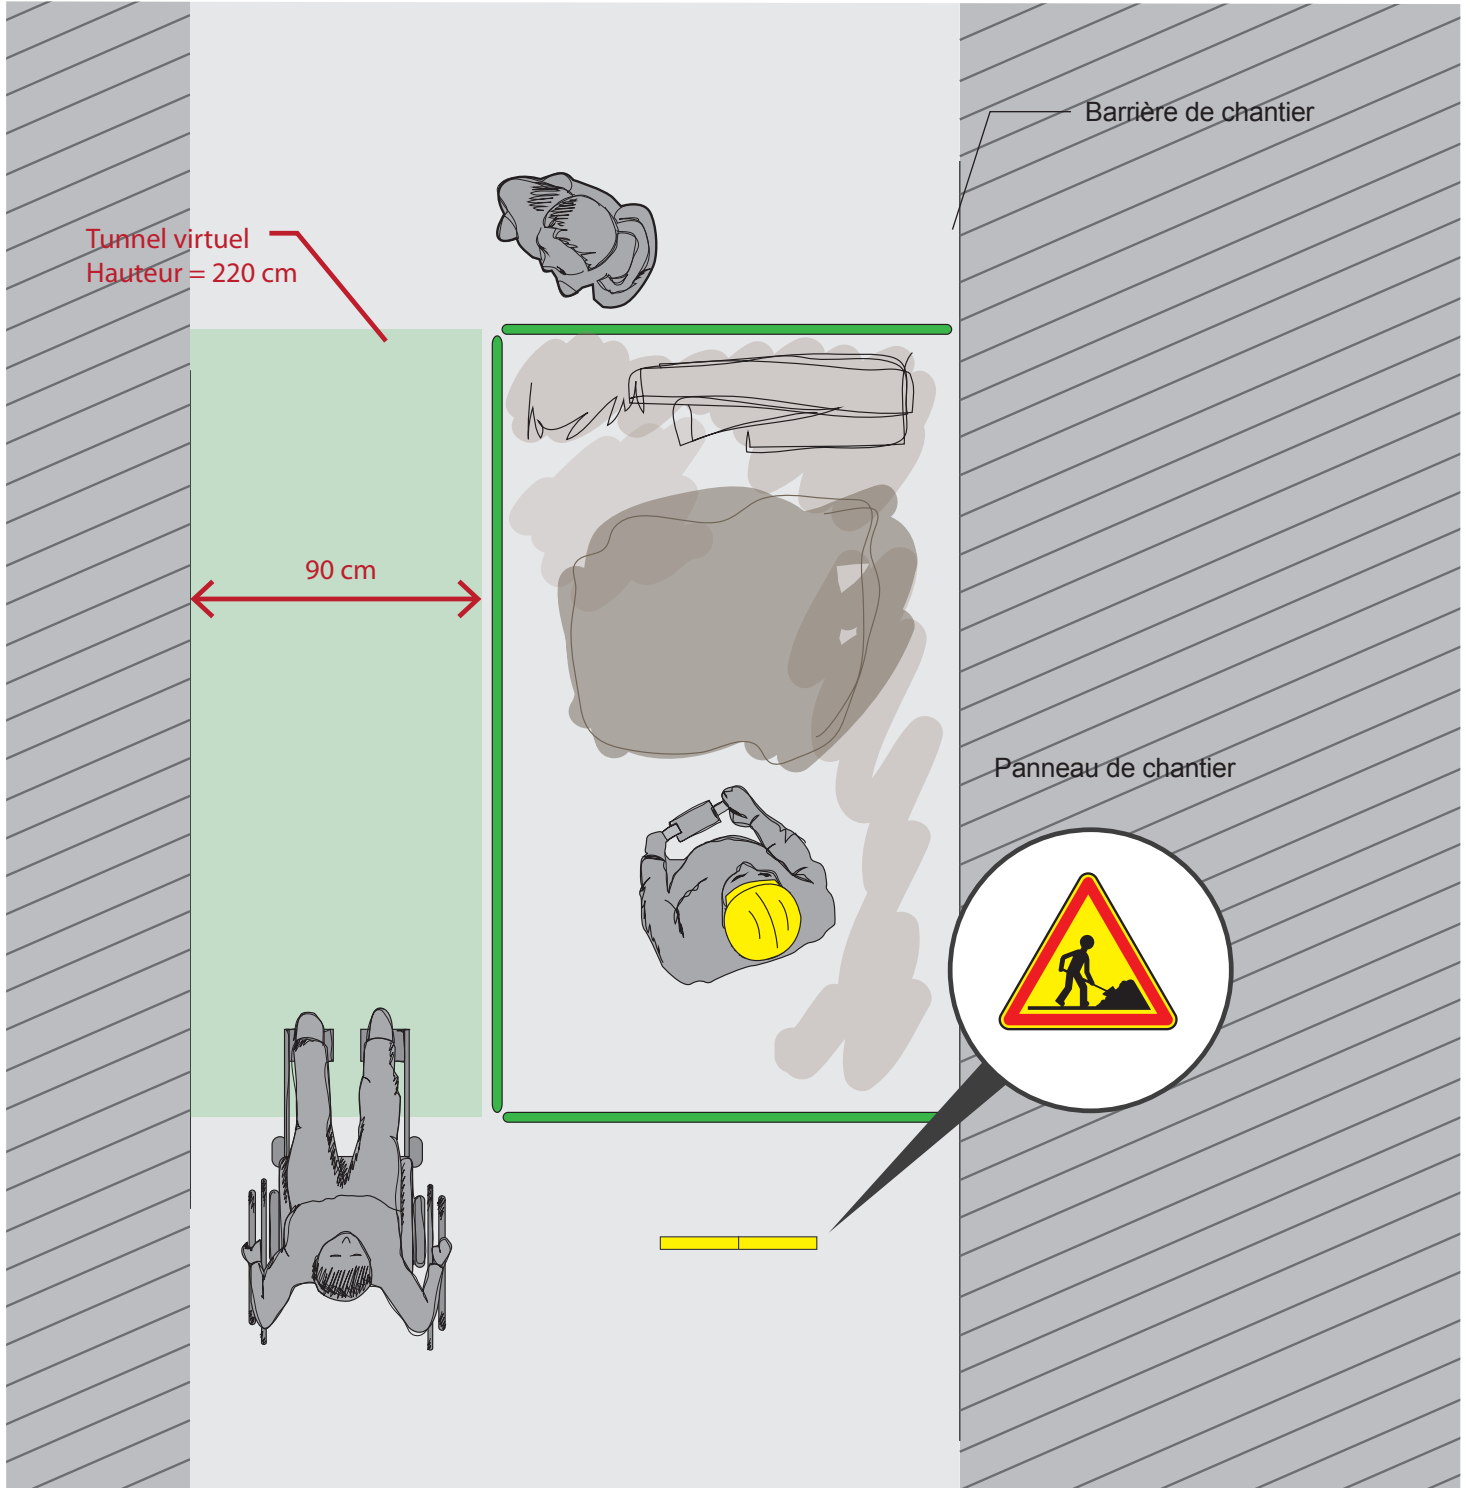 Barrière de chantier
Tunnel virtuel
Hauteur = 220 cm
90 cm
Panneau de chantier